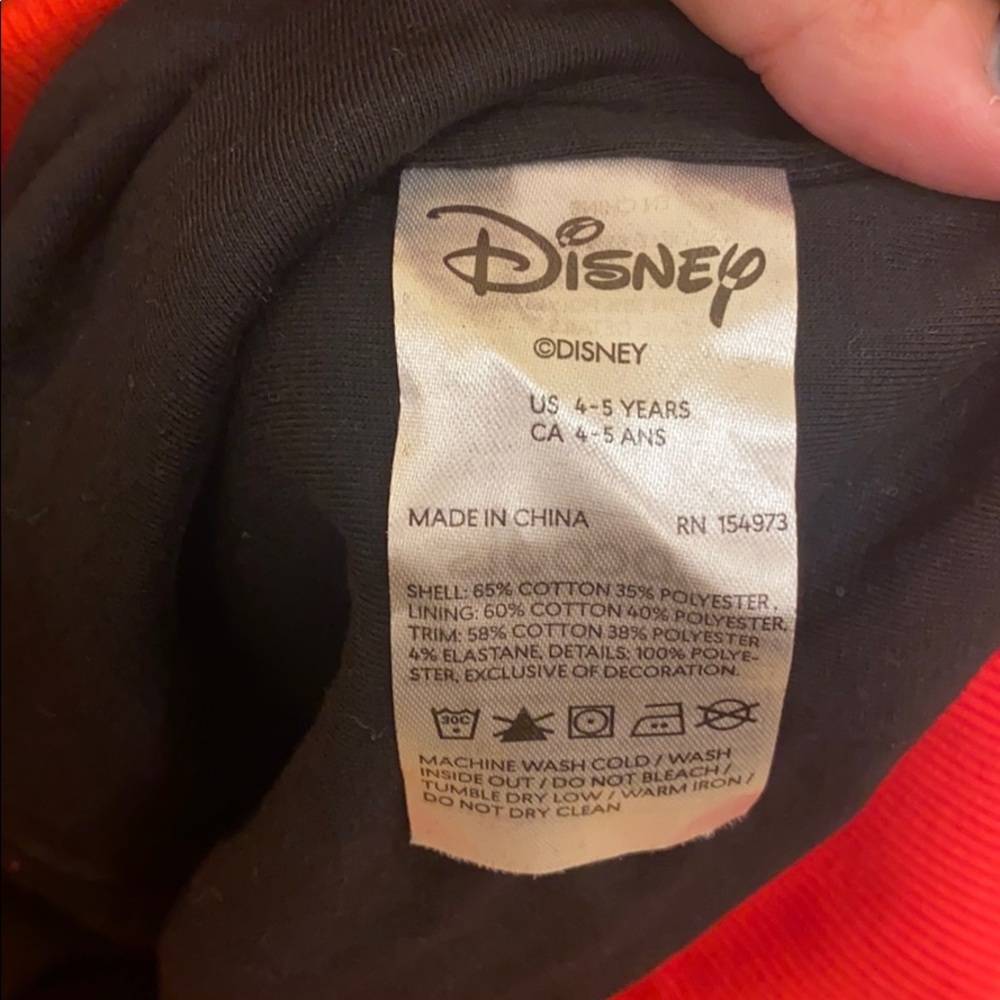 DISNEY
©DISNEY
US 4-5 YEARS
CA 4-5 ANS
MADE IN CHINA RN 154973
SHELL: 65% COTTON 35% POLYESTER,
LINING: 60% COTTON 40% POLYESTER,
TRIM: 58% COTTON 38% POLYESTER
4% ELASTANE, DETAILS: 100% POLYE-
STER, EXCLUSIVE OF DECORATION.
30C
MACHINE WASH COLD / WASH
INSIDE OUT / DO NOT BLEACH /
TUMBLE DRY LOW / WARM IRON /
DO NOT DRY CLEAN